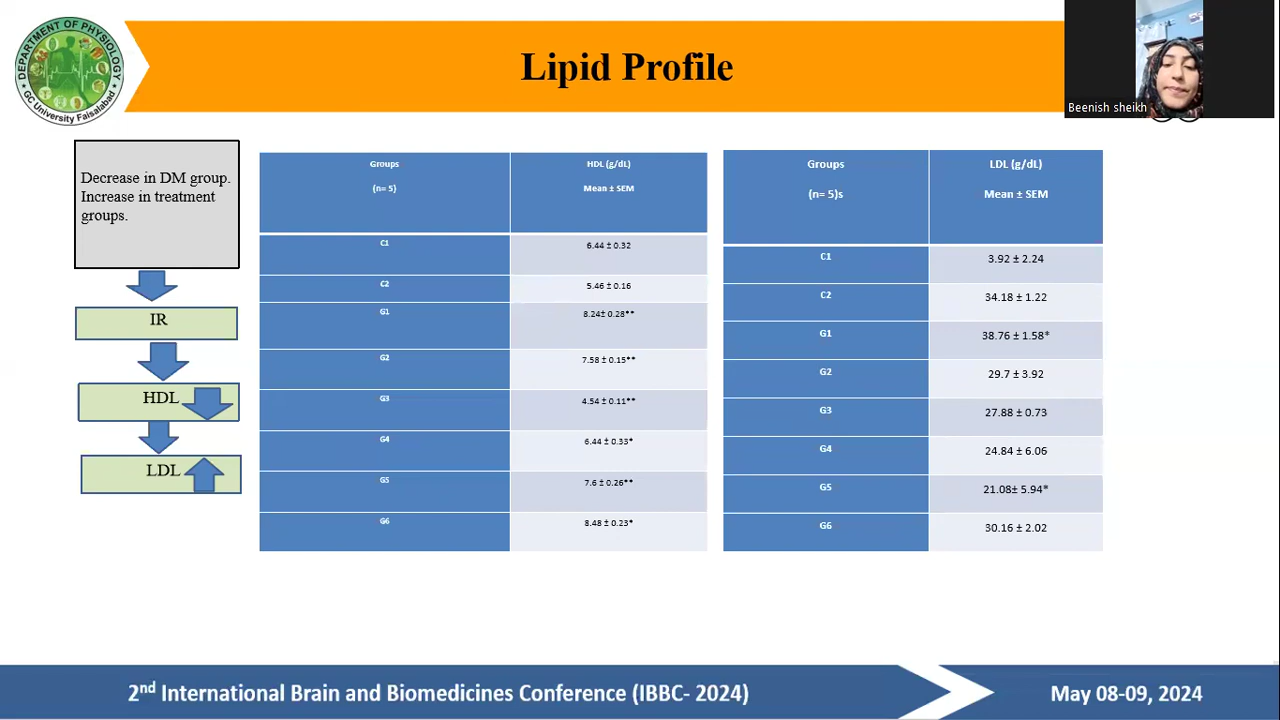 DEPARTMENT OF PHYSIOLOGY
GC University Faisalabad
Lipid Profile
Beenish sheikh
Decrease in DM group.
Increase in treatment
groups.
IR
HDL
LDL
Groups HDL (g/dL)
(n= 5) Mean ± SEM
C1 6.44 ± 0.32
C2 5.46 ± 0.16
G1 8.24± 0.28**
G2 7.58 ± 0.15**
G3 4.54 ± 0.11**
G4 6.44 ± 0.33*
G5 7.6 ± 0.26**
G6 8.48 ± 0.23*
Groups LDL (g/dL)
(n= 5)s Mean ± SEM
C1 3.92 ± 2.24
C2 34.18 ± 1.22
G1 38.76 ± 1.58*
G2 29.7 ± 3.92
G3 27.88 ± 0.73
G4 24.84 ± 6.06
G5 21.08± 5.94*
G6 30.16 ± 2.02
2nd International Brain and Biomedicines Conference (IBBC- 2024)
May 08-09, 2024